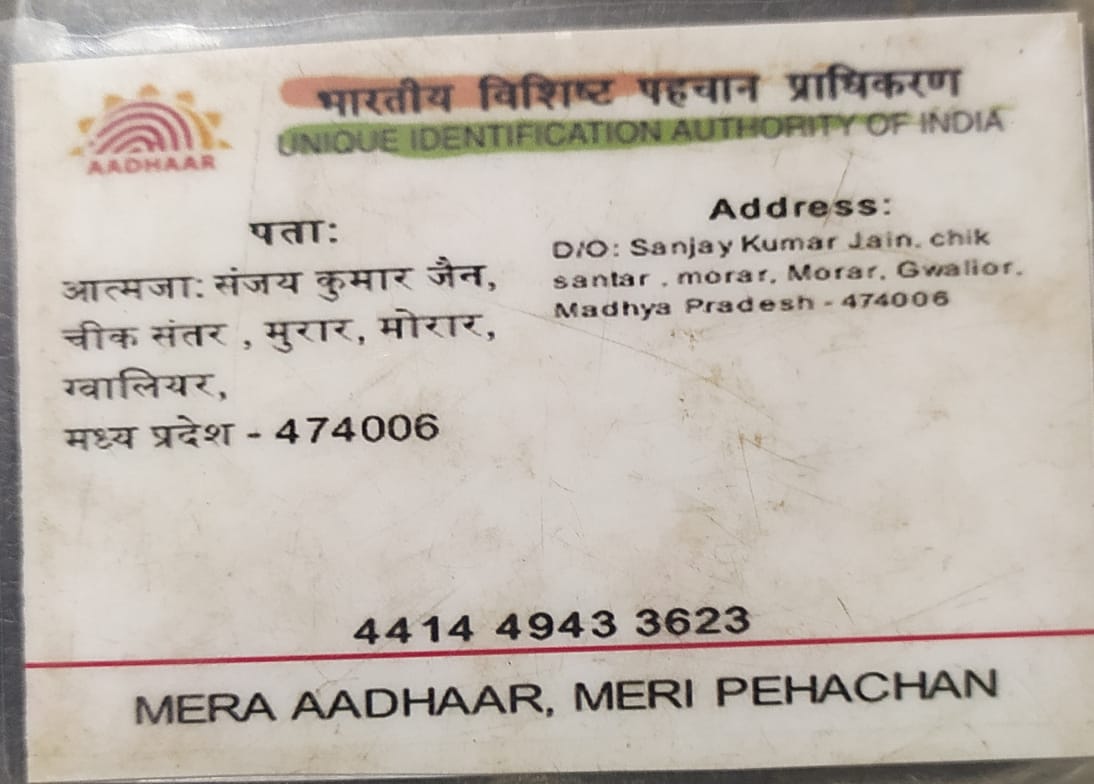 भारतीय विशिष्ट पहचान प्राधिकरण
UNIQUE IDENTIFICATION AUTHORITY OF INDIA
AADHAAR
पता:
आत्मजा: संजय कुमार जैन,
चीक संतर , मुरार, मोरार,
ग्वालियर,
मध्य प्रदेश - 474006
Address:
D/O: Sanjay Kumar Jain, chik
santar , morar, Morar, Gwalior,
Madhya Pradesh - 474006
4414 4943 3623
MERA AADHAAR, MERI PEHACHAN